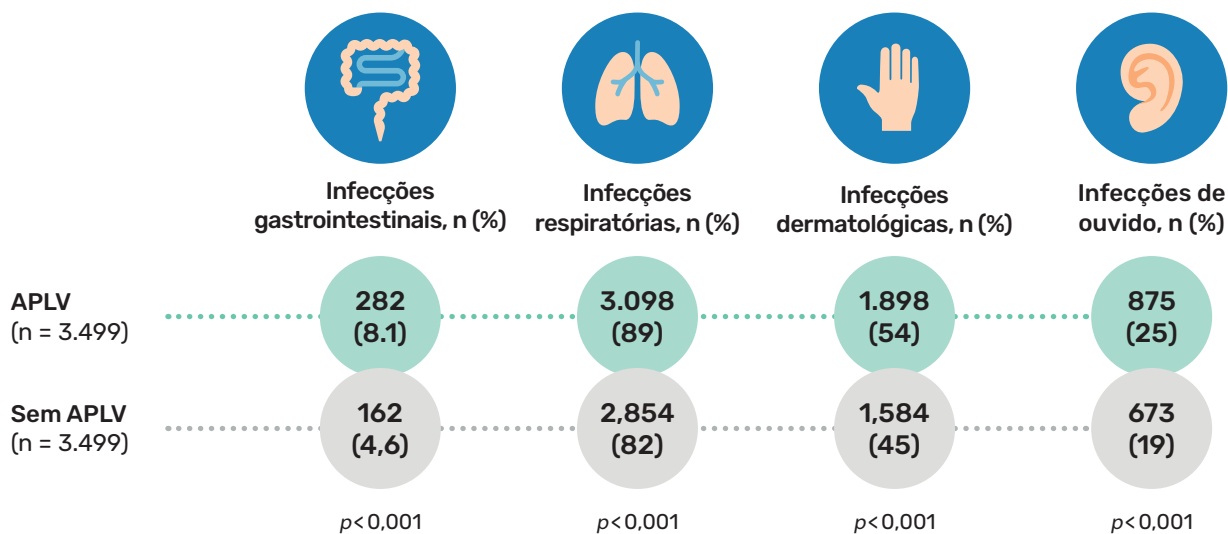 Infecções
gastrointestinais, n (%)
Infecções
respiratórias, n (%)
Infecções
dermatológicas, n (%)
Infecções de
ouvido, n (%)
APLV
(n = 3.499)
282
(8.1)
3.098
(89)
1.898
(54)
875
(25)
Sem APLV
(n = 3.499)
162
(4,6)
2,854
(82)
1,584
(45)
673
(19)
p< 0,001
p< 0,001
p< 0,001
p< 0,001